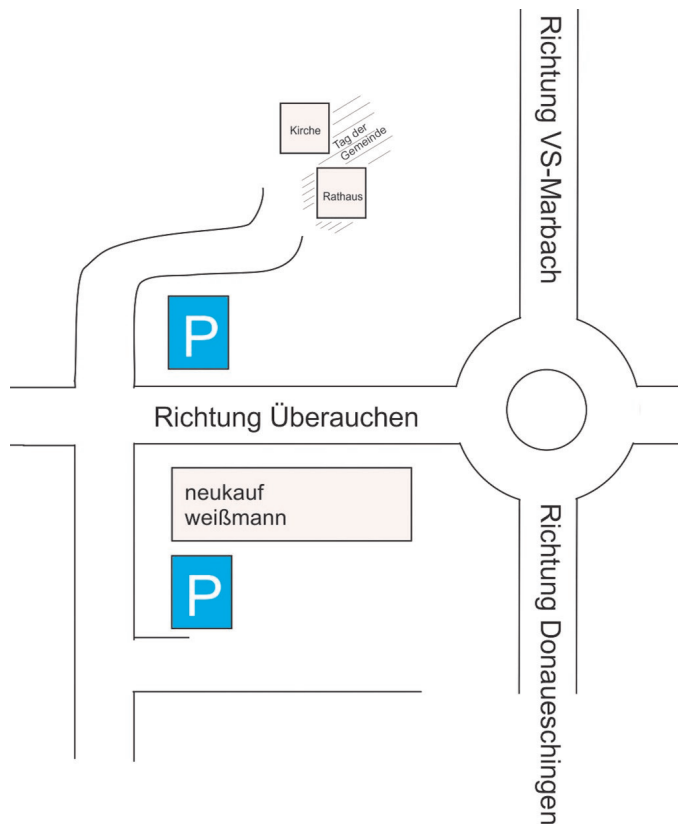 Richtung VS-Marbach
Kirche
Tag der
Gemeinde
Rathaus
P
Richtung Überauchen
neukauf
weißmann
P
Richtung Donaueschingen